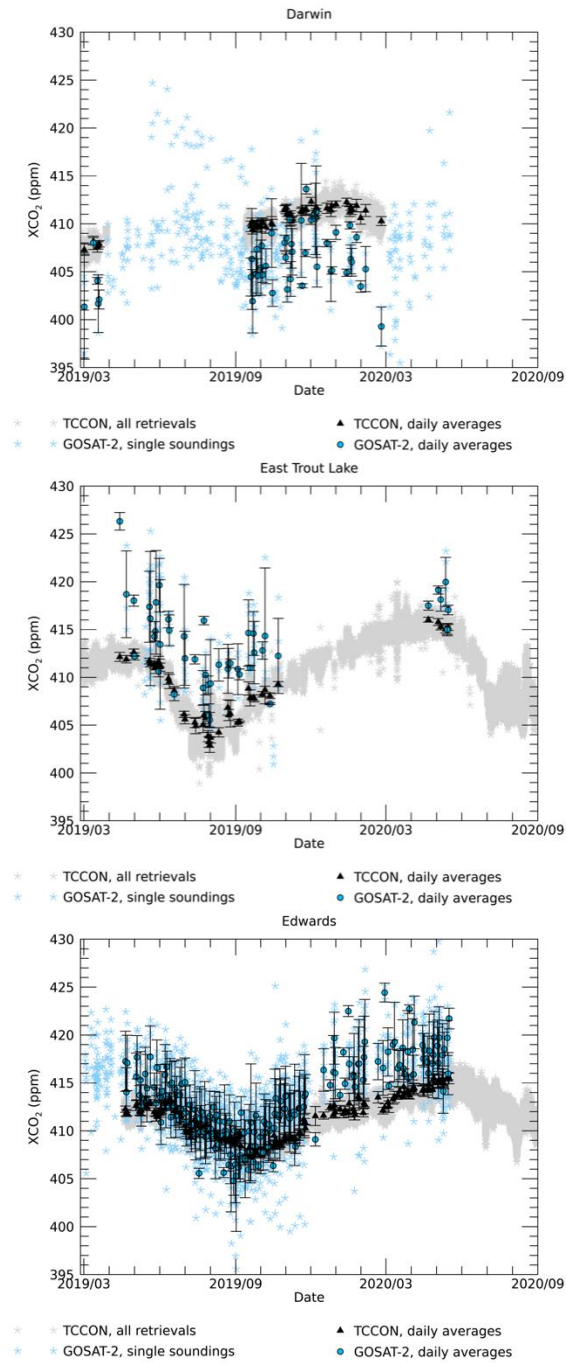 Darwin
430
425
420
415
410
405
400
395
XCO₂ (ppm)
2019/03 2019/09 2020/03 2020/09
Date
TCCON, all retrievals TCCON, daily averages
GOSAT-2, single soundings GOSAT-2, daily averages
East Trout Lake
430
425
420
415
410
405
400
395
XCO₂ (ppm)
2019/03 2019/09 2020/03 2020/09
Date
TCCON, all retrievals TCCON, daily averages
GOSAT-2, single soundings GOSAT-2, daily averages
Edwards
430
425
420
415
410
405
400
395
XCO₂ (ppm)
2019/03 2019/09 2020/03 2020/09
Date
TCCON, all retrievals TCCON, daily averages
GOSAT-2, single soundings GOSAT-2, daily averages